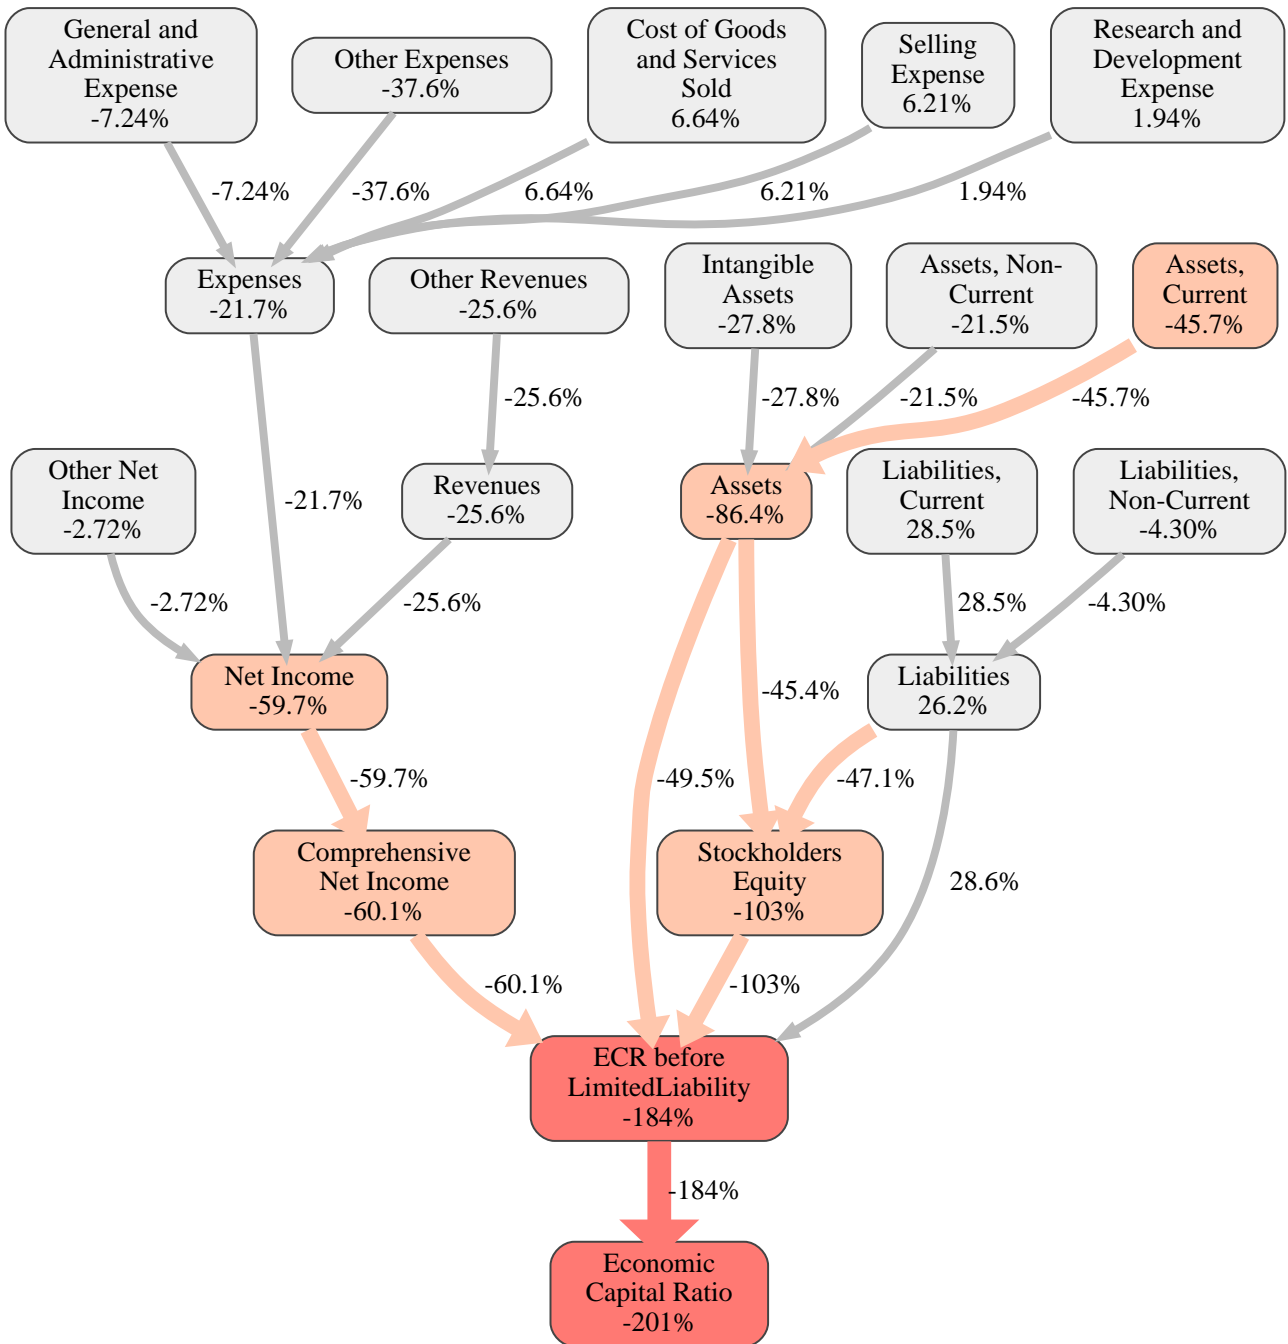 General and
Administrative
Expense
-7.24%
Other Expenses
-37.6%
Cost of Goods
and Services
Sold
6.64%
Selling
Expense
6.21%
Research and
Development
Expense
1.94%
-7.24%
-37.6%
6.64%
6.21%
1.94%
Expenses
-21.7%
Other Revenues
-25.6%
Intangible
Assets
-27.8%
Assets, Non-
Current
-21.5%
Assets,
Current
-45.7%
-25.6%
-27.8%
-21.5%
-45.7%
Other Net
Income
-2.72%
-21.7%
Revenues
-25.6%
Assets
-86.4%
Liabilities,
Current
28.5%
Liabilities,
Non-Current
-4.30%
-2.72%
-25.6%
28.5%
-4.30%
Net Income
-59.7%
-45.4%
Liabilities
26.2%
-59.7%
-49.5%
-47.1%
Comprehensive
Net Income
-60.1%
Stockholders
Equity
-103%
28.6%
-60.1%
-103%
ECR before
LimitedLiability
-184%
-184%
Economic
Capital Ratio
-201%